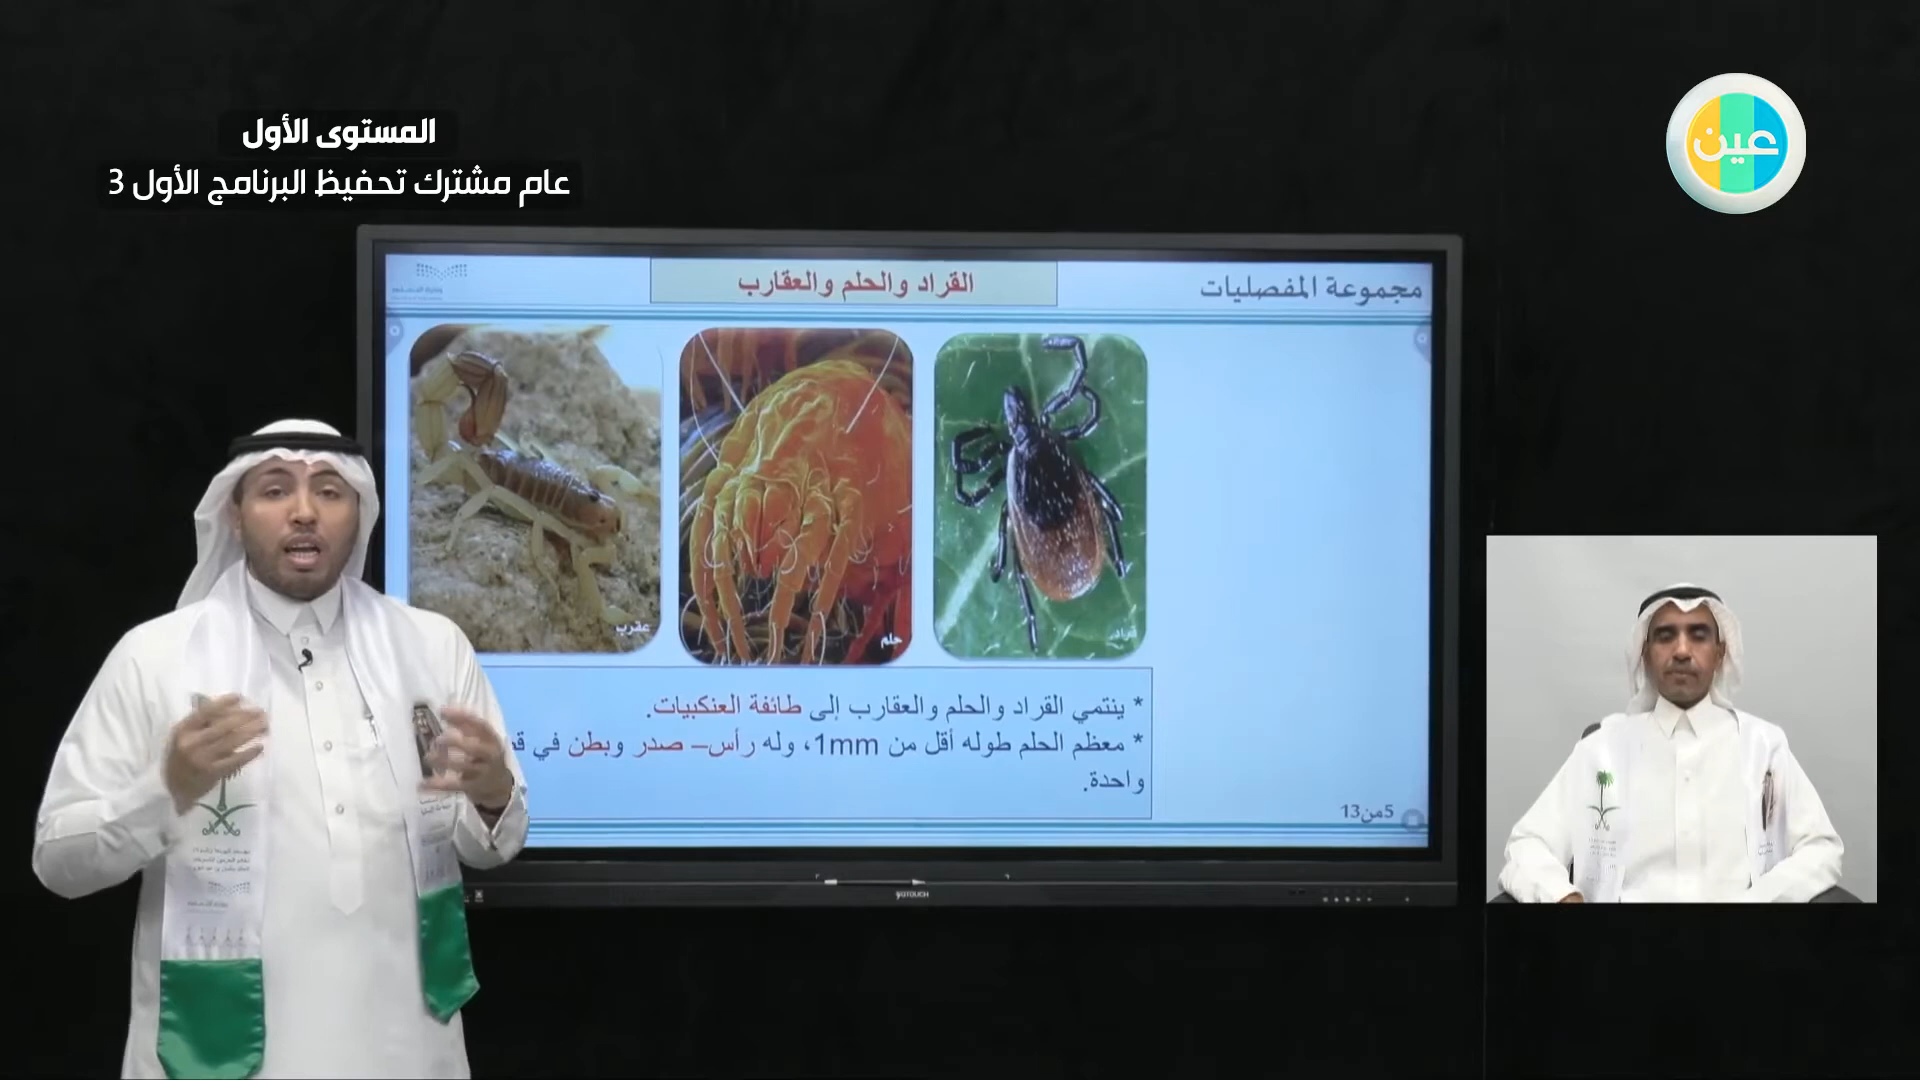 المستوى الأول
عام مشترك تحفيظ البرنامج الأول 3
عين
مجموعة المفصليات
القراد والحلم والعقارب
قراد
حلم
عقرب
* ينتمي القراد والحلم والعقارب إلى طائفة العنكبيات.
* معظم الحلم طوله أقل من 1mm، وله رأس– صدر وبطن في
واحدة.
5من13